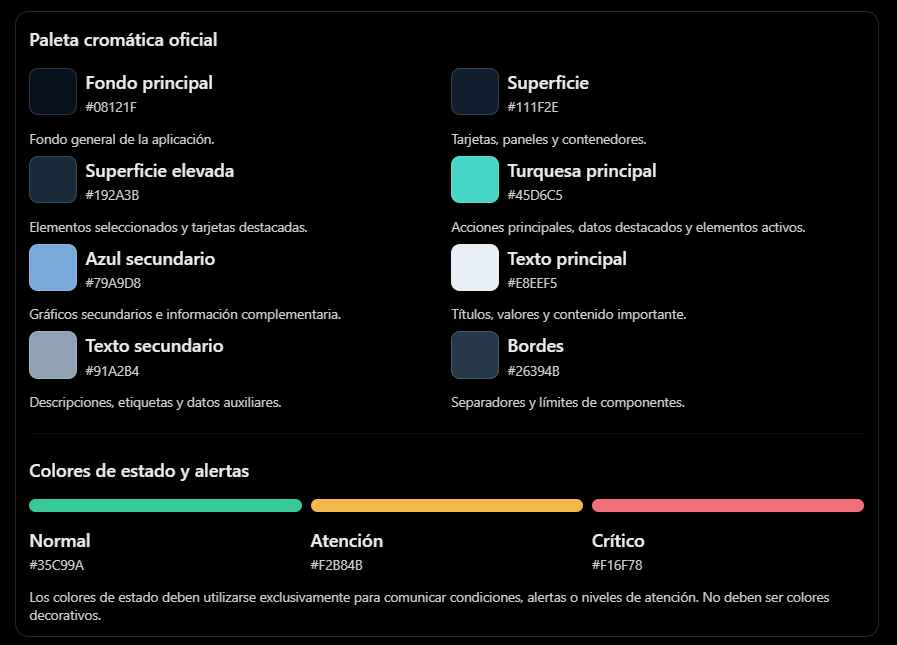 Paleta cromática oficial
Fondo principal
#08121F
Fondo general de la aplicación.
Superficie
#111F2E
Tarjetas, paneles y contenedores.
Superficie elevada
#192A3B
Elementos seleccionados y tarjetas destacadas.
Turquesa principal
#45D6C5
Acciones principales, datos destacados y elementos activos.
Azul secundario
#79A9D8
Gráficos secundarios e información complementaria.
Texto principal
#E8EEF5
Títulos, valores y contenido importante.
Texto secundario
#91A2B4
Descripciones, etiquetas y datos auxiliares.
Bordes
#26394B
Separadores y límites de componentes.
Colores de estado y alertas
Normal
#35C99A
Atención
#F2B84B
Crítico
#F16F78
Los colores de estado deben utilizarse exclusivamente para comunicar condiciones, alertas o niveles de atención. No deben ser colores
decorativos.